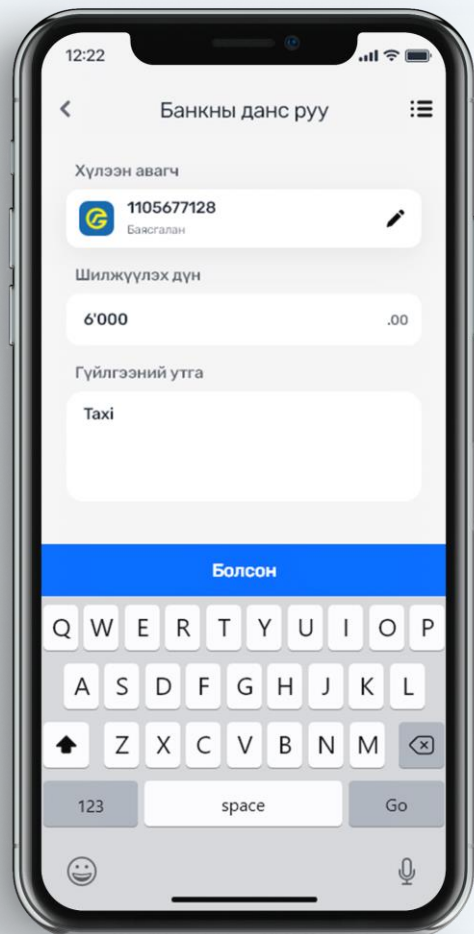 12:22
Банкны данс руу
Хүлээн авагч
1105677128
Баясгалан
Шилжүүлэх дүн
6'000 .00
Гүйлгээний утга
Taxi
Болсон
Q W E R T Y U I O P
A S D F G H J K L
Z X C V B N M
123 space Go